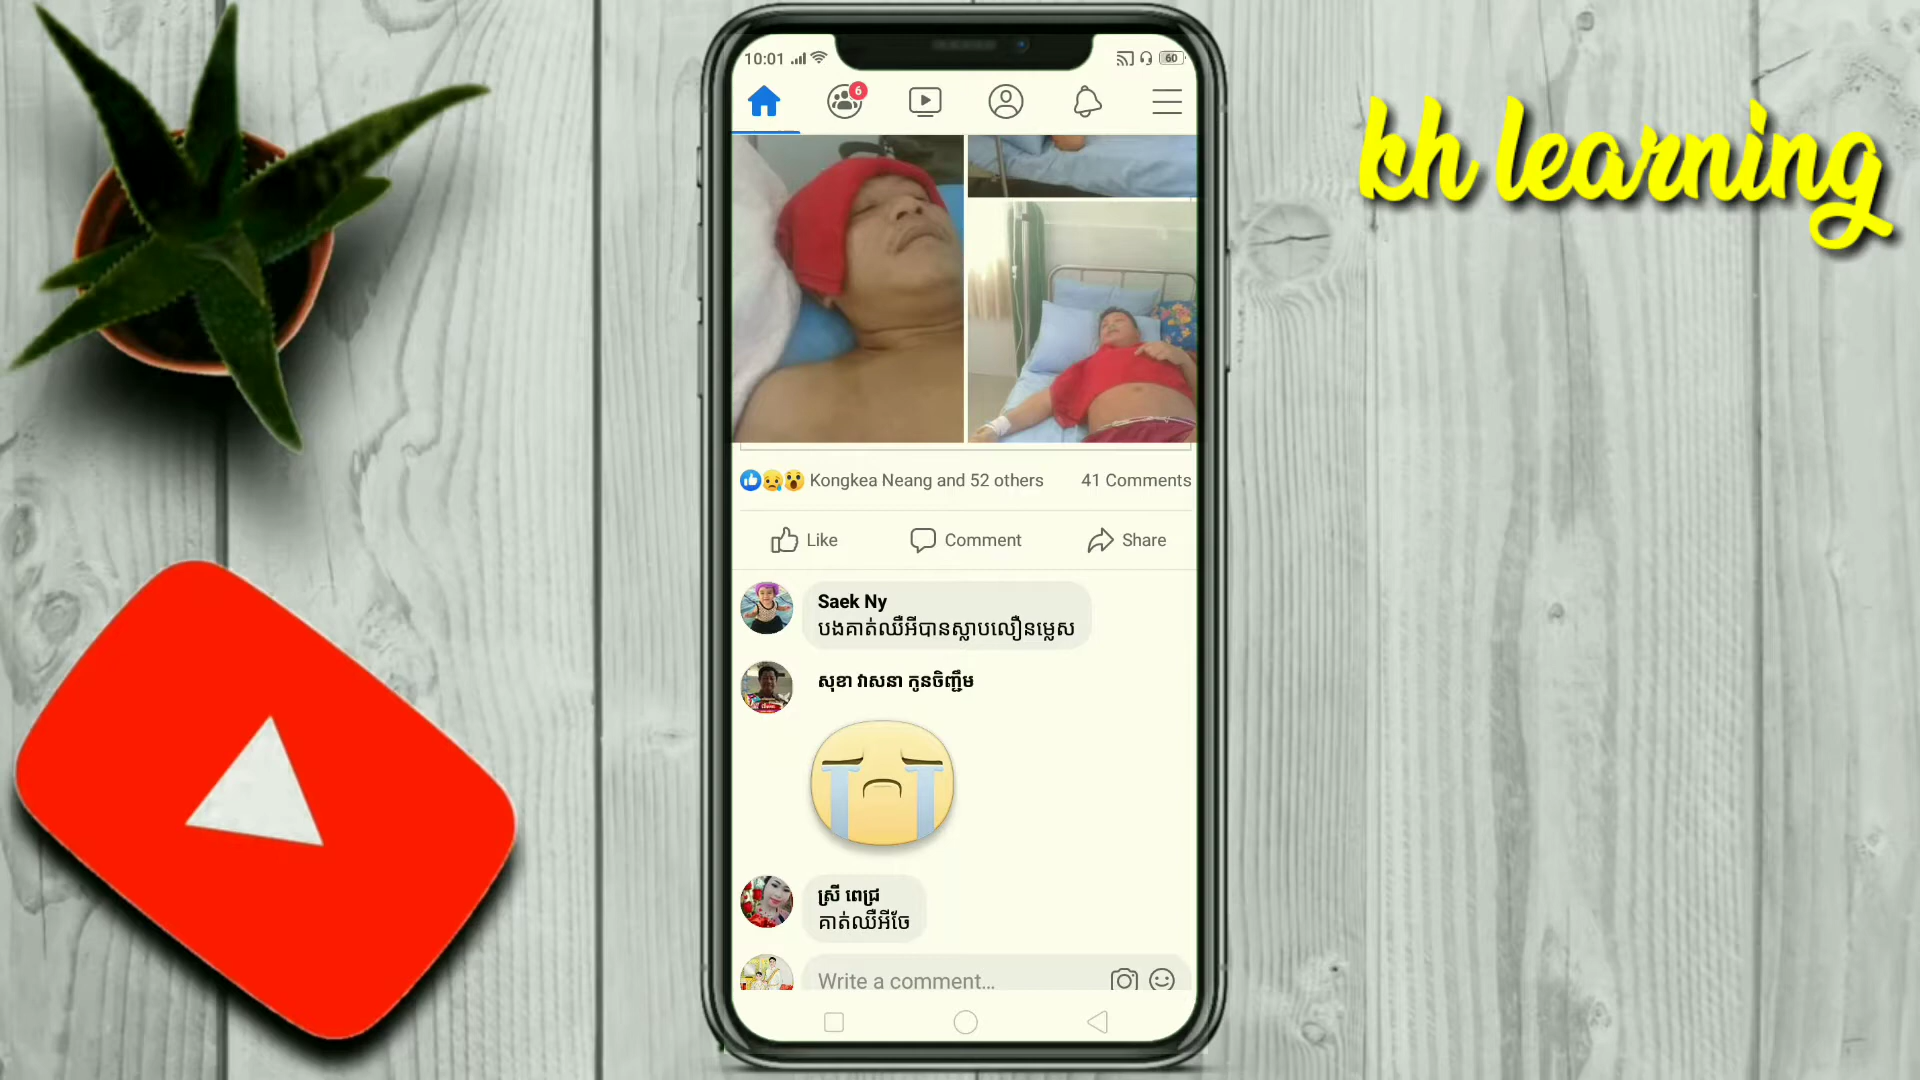 10:01
60
6
kh learning
Kongkea Neang and 52 others
41 Comments
Like
Comment
Share
Saek Ny
បងគាត់ឈឺអីបានស្លាបលឿនម្លេស
សុខា វាសនា កូនចិញ្ចឹម
ស្រី ពេជ្រ
គាត់ឈឺអីចែ
Write a comment...